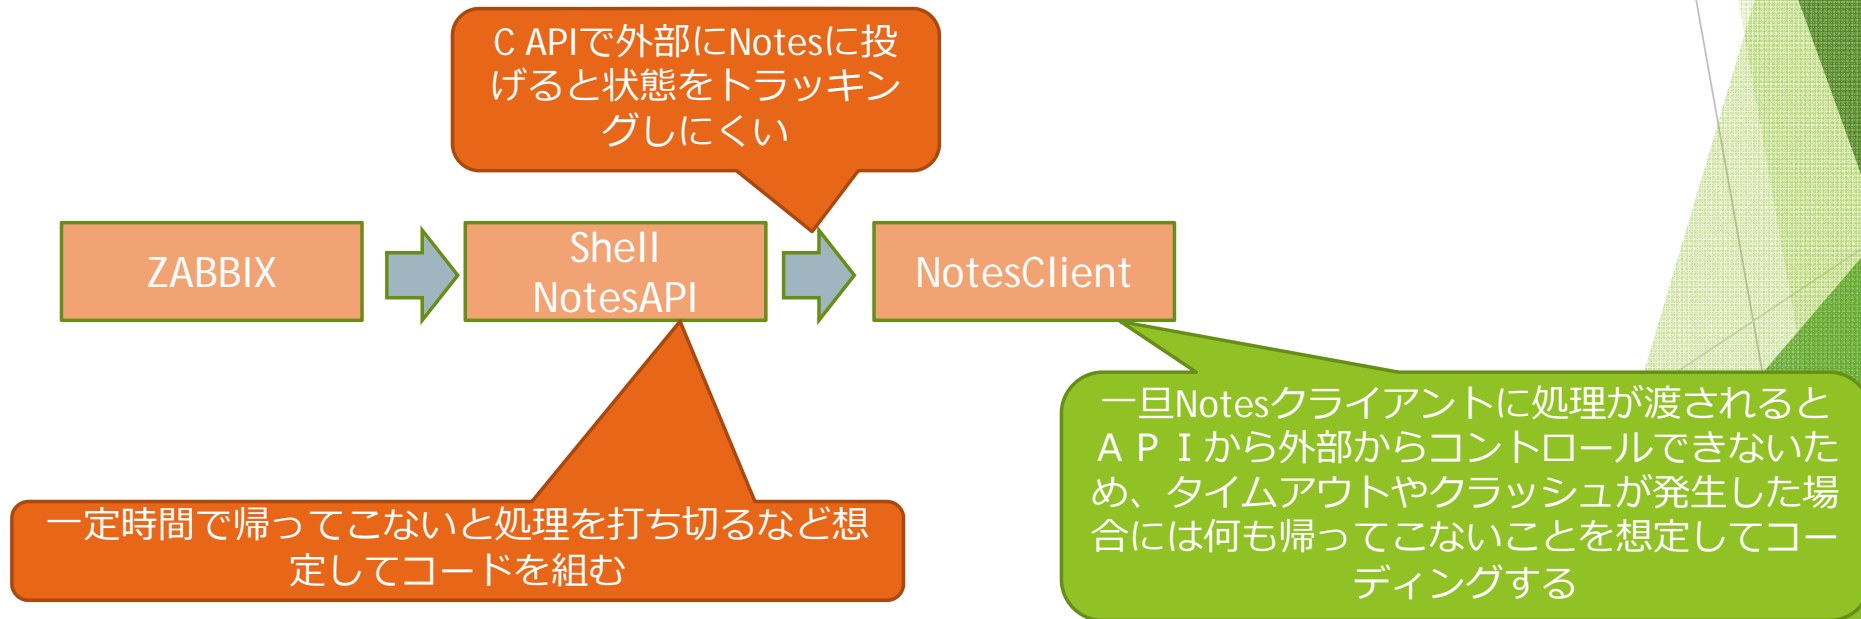 C APIで外部にNotesに投
げると状態をトラッキン
グしにくい
ZABBIX
Shell
NotesAPI
NotesClient
一定時間で帰ってこないと処理を打ち切るなど想
定してコードを組む
一旦Notesクライアントに処理が渡されると
ＡＰＩから外部からコントロールできないた
め、タイムアウトやクラッシュが発生した場
合には何も帰ってこないことを想定してコー
ディングする